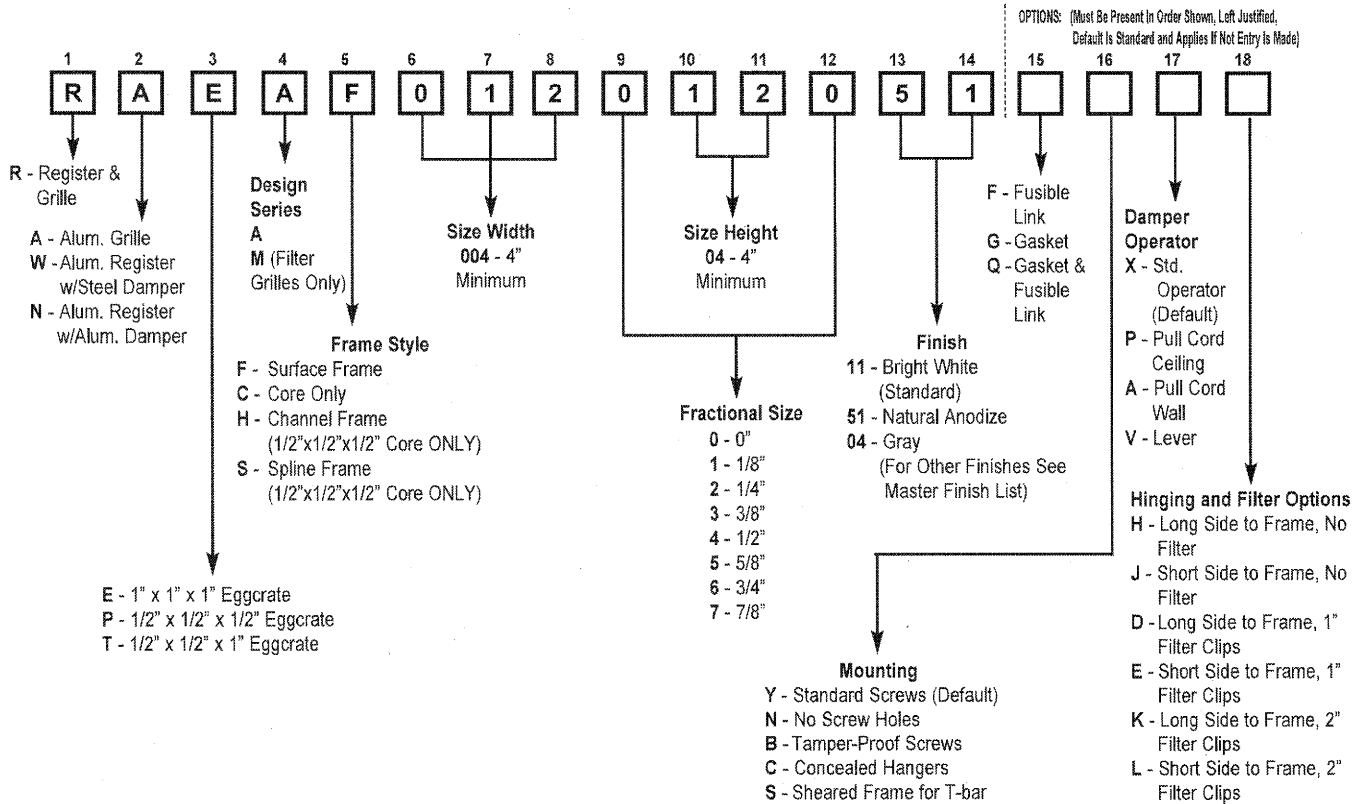 OPTIONS: (Must Be Present In Order Shown, Left Justified,
Default Is Standard and Applies If Not Entry Is Made)
1 2 3 4 5 6 7 8 9 10 11 12 13 14 15 16 17 18
R A E A F 0 1 2 0 1 2 0 5 1
R - Register &
Grille
A - Alum. Grille
W -Alum. Register
w/Steel Damper
N - Alum. Register
w/Alum. Damper
E - 1" x 1" x 1" Eggcrate
P - 1/2" x 1/2" x 1/2" Eggcrate
T - 1/2" x 1/2" x 1" Eggcrate
Design
Series
A
M (Filter
Grilles Only)
Frame Style
F - Surface Frame
C - Core Only
H - Channel Frame
(1/2"x1/2"x1/2" Core ONLY)
S - Spline Frame
(1/2"x1/2"x1/2" Core ONLY)
Size Width
004 - 4"
Minimum
Size Height
04 - 4"
Minimum
Fractional Size
0 - 0"
1 - 1/8"
2 - 1/4"
3 - 3/8"
4 - 1/2"
5 - 5/8"
6 - 3/4"
7 - 7/8"
Finish
11 - Bright White
(Standard)
51 - Natural Anodize
04 - Gray
(For Other Finishes See
Master Finish List)
F - Fusible
Link
G - Gasket
Q -Gasket &
Fusible
Link
Mounting
Y - Standard Screws (Default)
N - No Screw Holes
B - Tamper-Proof Screws
C - Concealed Hangers
S - Sheared Frame for T-bar
Damper
Operator
X - Std.
Operator
(Default)
P - Pull Cord
Ceiling
A - Pull Cord
Wall
V - Lever
Hinging and Filter Options
H - Long Side to Frame, No
Filter
J - Short Side to Frame, No
Filter
D - Long Side to Frame, 1"
Filter Clips
E - Short Side to Frame, 1"
Filter Clips
K - Long Side to Frame, 2"
Filter Clips
L - Short Side to Frame, 2"
Filter Clips